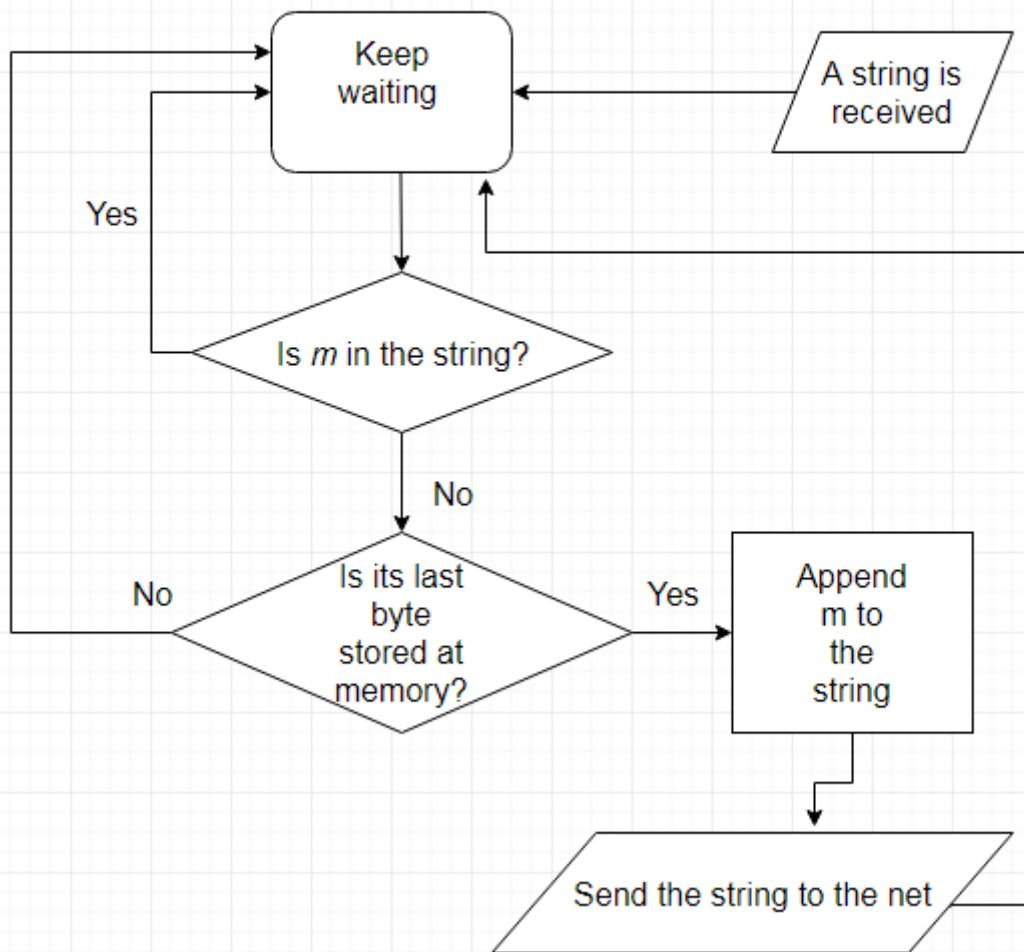 Keep
waiting
A string is
received
Yes
Is m in the string?
No
Is its last
byte
stored at
memory?
No
Yes
Append
m to
the
string
Send the string to the net